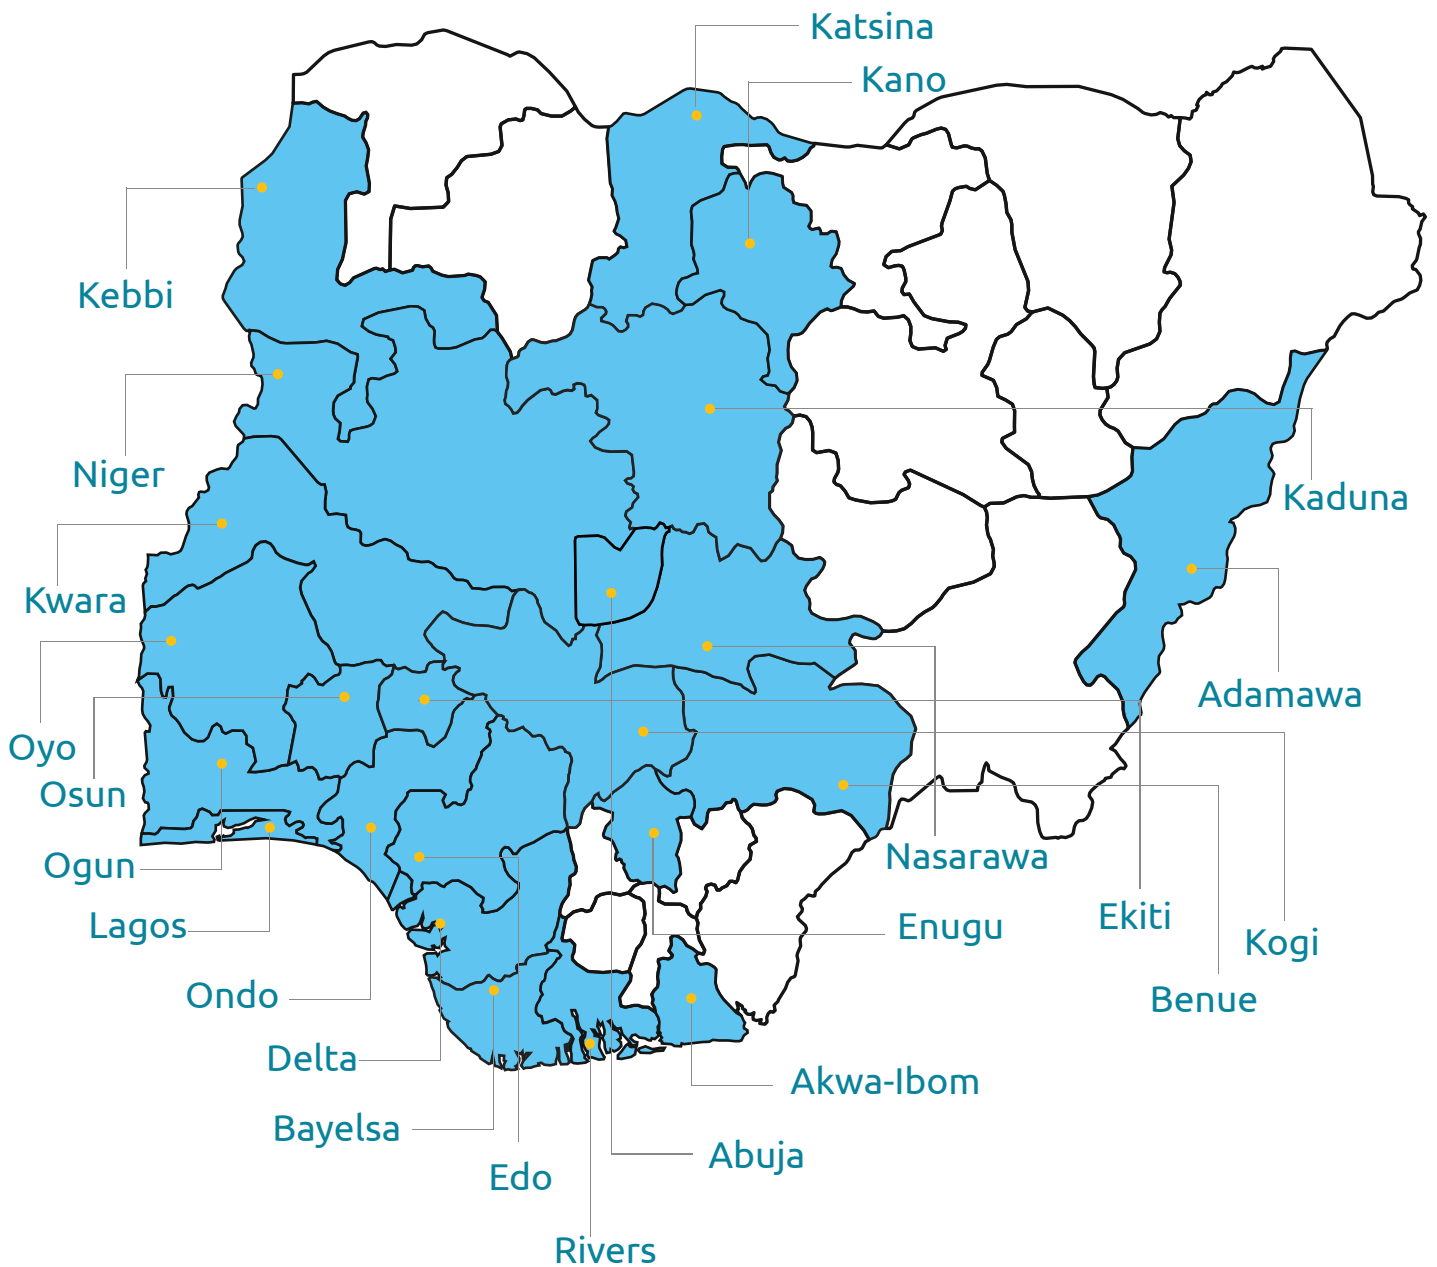 Katsina
Kano
Kebbi
Niger
Kaduna
Kwara
Adamawa
Oyo
Osun
Ogun
Nasarawa
Lagos
Enugu
Ekiti
Kogi
Ondo
Benue
Delta
Akwa-Ibom
Bayelsa
Abuja
Edo
Rivers